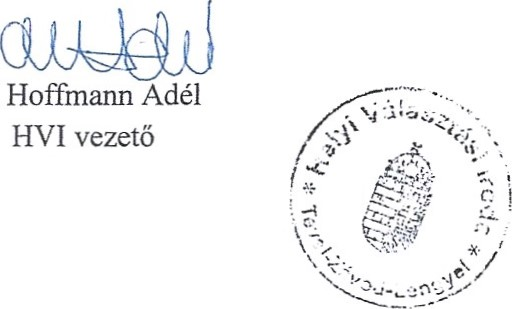 Hoffmann Adél
HVI vezető
* Helyi Választási Iroda *